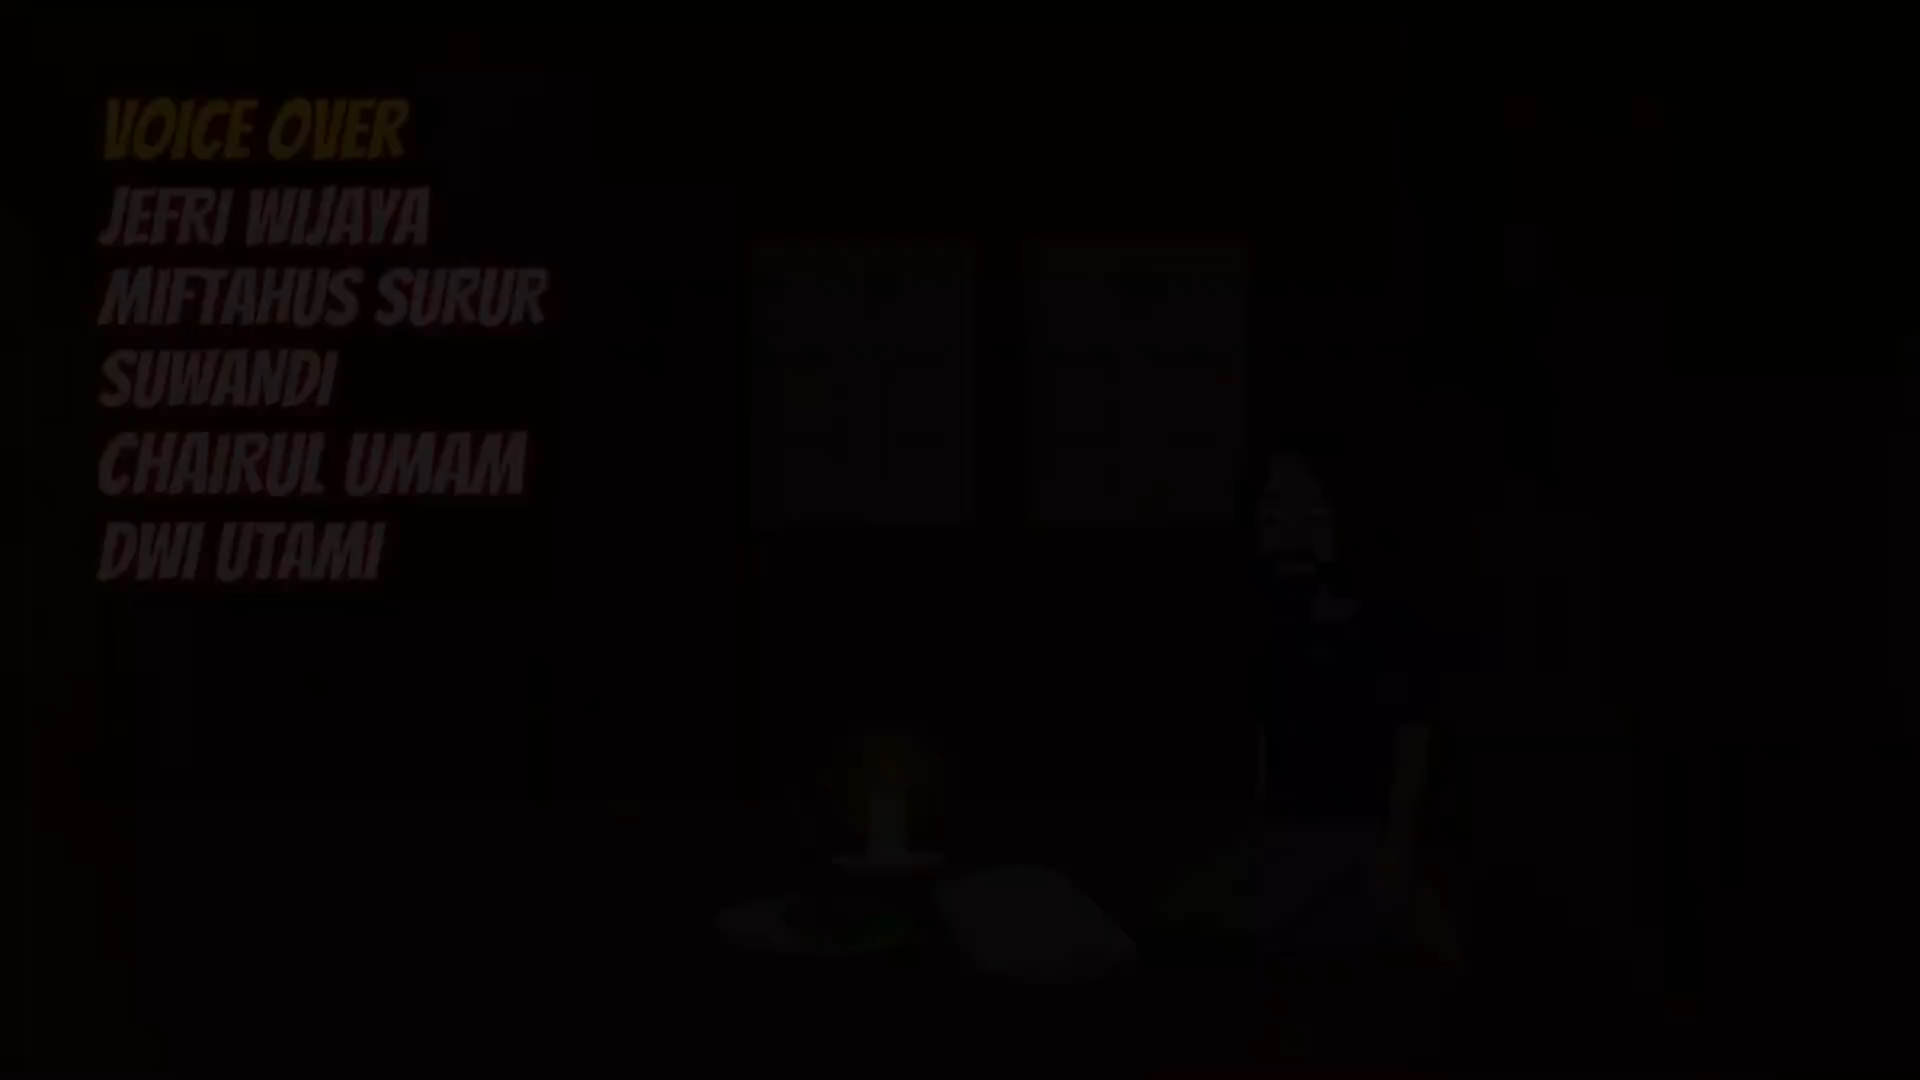 VOICE OVER
JEFRI WIJAYA
MIFTAHUS SURUR
SUWANDI
CHAIRUL UMAM
DWI UTAMI